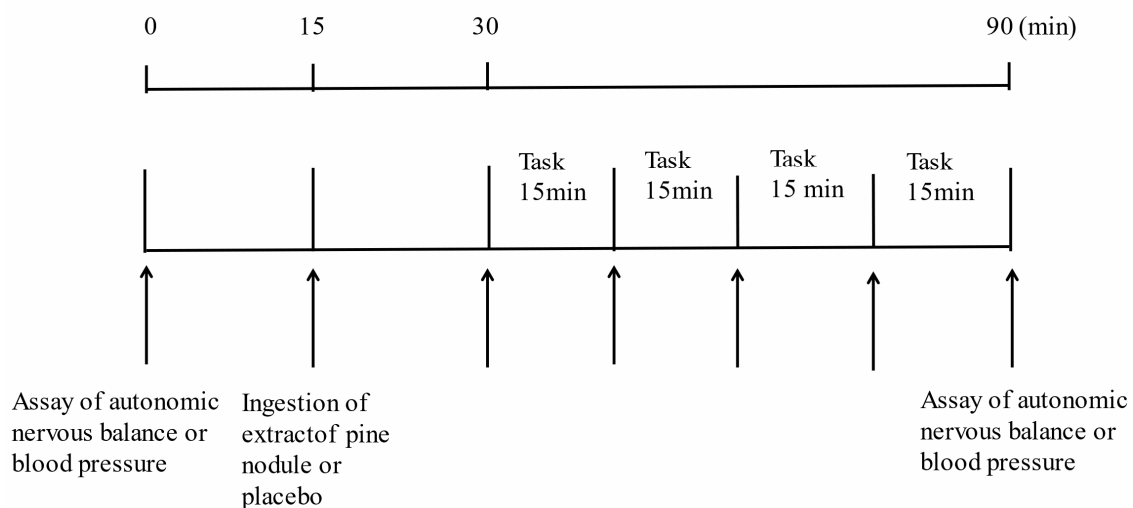 0
15
30
90 (min)
Task
15min
Task
15min
Task
15 min
Task
15min
Assay of autonomic
nervous balance or
blood pressure
Ingestion of
extractof pine
nodule or
placebo
Assay of autonomic
nervous balance or
blood pressure